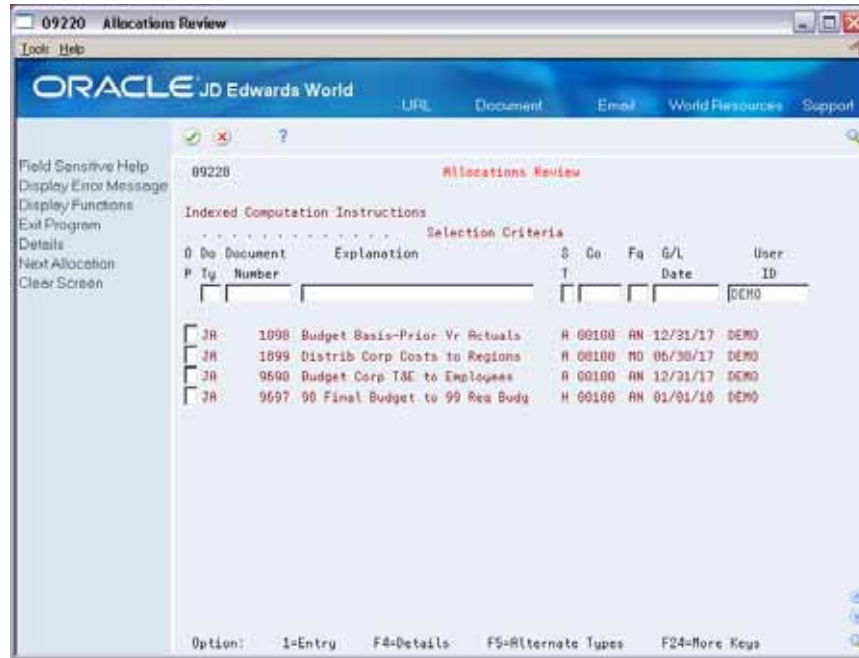 09220 Allocations Review
Tools Help
ORACLE JD Edwards World
URL Document Email World Resources Support
?
Field Sensitive Help
Display Error Message
Display Functions
Exit Program
Details
Next Allocation
Clear Screen
09220 Allocations Review
Indexed Computation Instructions
. . . . . . . . . . . . . . Selection Criteria
O Do Document Explanation S Co Fq G/L User
P Ty Number T Date ID
DEMO
JA 1098 Budget Basis-Prior Yr Actuals A 00100 AN 12/31/17 DEMO
JA 1099 Distrib Corp Costs to Regions A 00100 MO 06/30/17 DEMO
JA 9690 Budget Corp T&E to Employees A 00100 AN 12/31/17 DEMO
JA 9697 98 Final Budget to 99 Req Budg H 00100 AN 01/01/18 DEMO
Option: 1=Entry F4=Details F5=Alternate Types F24=More Keys